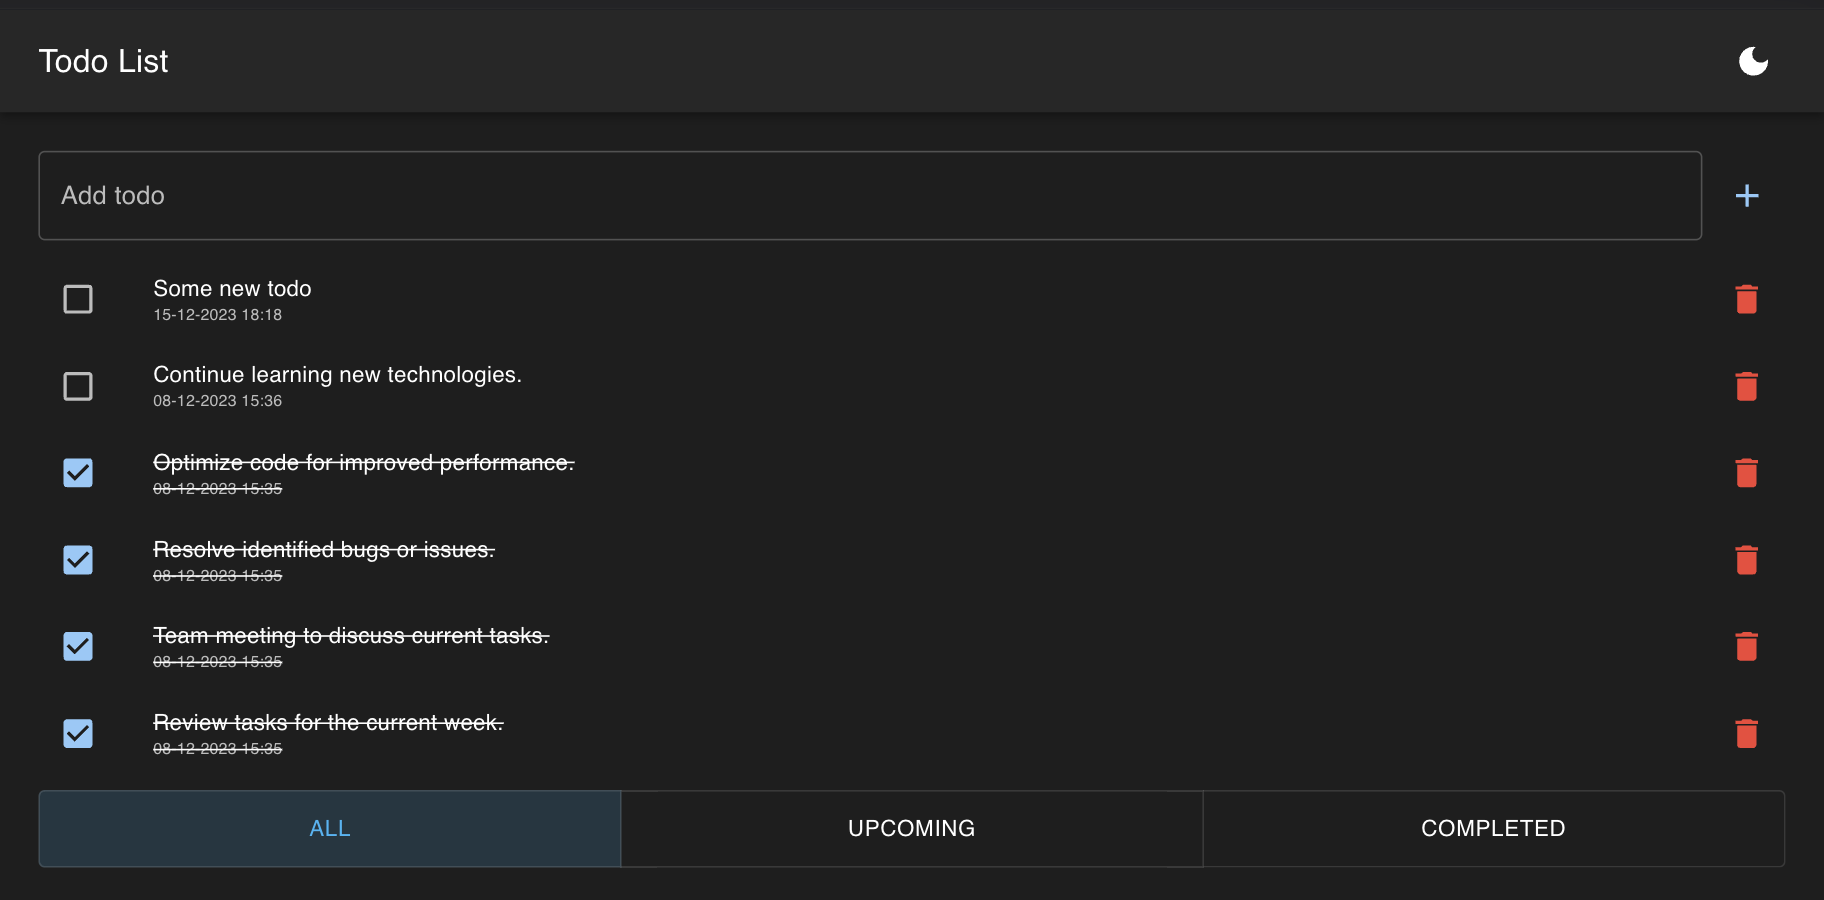 Todo List
Add todo
Some new todo
15-12-2023 18:18
Continue learning new technologies.
08-12-2023 15:36
Optimize code for improved performance.
08-12-2023 15:35
Resolve identified bugs or issues.
08-12-2023 15:35
Team meeting to discuss current tasks.
08-12-2023 15:35
Review tasks for the current week.
08-12-2023 15:35
ALL
UPCOMING
COMPLETED